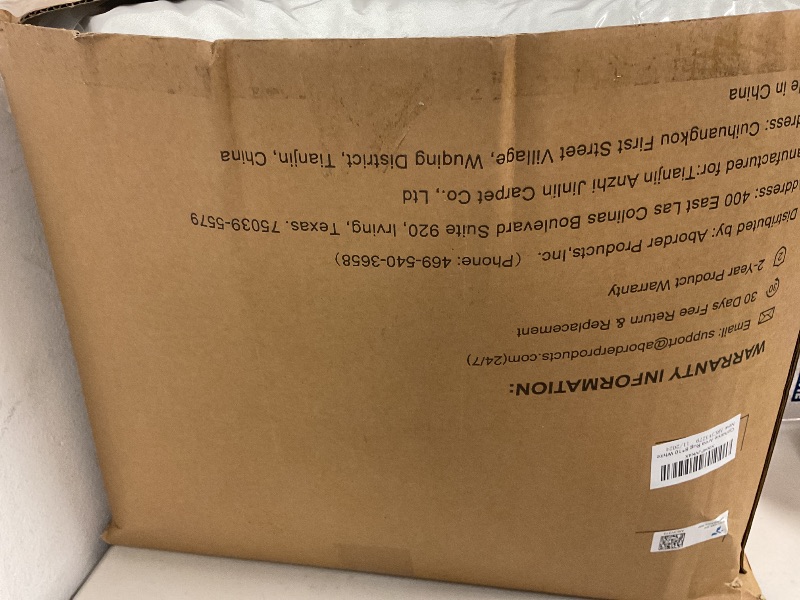 WARRANTY INFORMATION:
Email: support@aborderproducts.com(24/7)
30 30 Days Free Return & Replacement
2 2-Year Product Warranty
Distributed by: Aborder Products,Inc. (Phone: 469-540-3658)
Address: 400 East Las Colinas Boulevard Suite 920, Irving, Texas. 75039-5579
Manufactured for:Tianjin Anzhi Jinlin Carpet Co., Ltd
Address: Cuihuangkou First Street Village, Wuqing District, Tianjin, China
Made in China